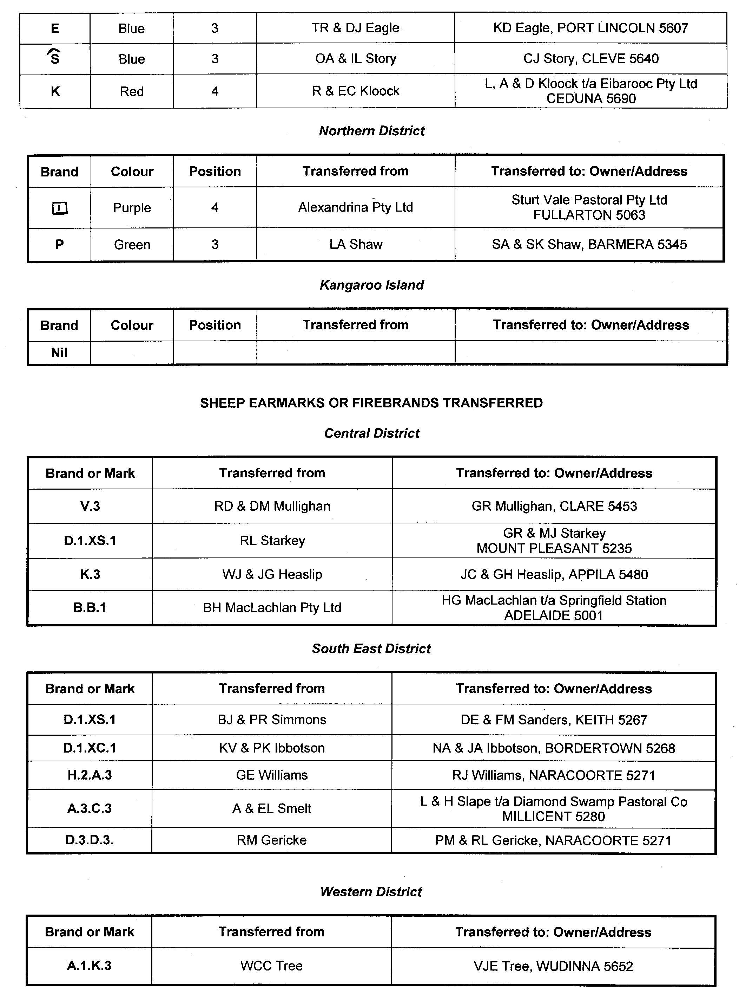 E Blue 3 TR & DJ Eagle KD Eagle, PORT LINCOLN 5607
S Blue 3 OA & IL Story CJ Story, CLEVE 5640
K Red 4 R & EC Kloock L, A & D Kloock t/a Eibarooc Pty Ltd
CEDUNA 5690
Northern District
Brand Colour Position Transferred from Transferred to: Owner/Address
I Purple 4 Alexandrina Pty Ltd Sturt Vale Pastoral Pty Ltd
FULLARTON 5063
P Green 3 LA Shaw SA & SK Shaw, BARMERA 5345
Kangaroo Island
Brand Colour Position Transferred from Transferred to: Owner/Address
Nil
SHEEP EARMARKS OR FIREBRANDS TRANSFERRED
Central District
Brand or Mark Transferred from Transferred to: Owner/Address
V.3 RD & DM Mullighan GR Mullighan, CLARE 5453
D.1.XS.1 RL Starkey GR & MJ Starkey
MOUNT PLEASANT 5235
K.3 WJ & JG Heaslip JC & GH Heaslip, APPILA 5480
B.B.1 BH MacLachlan Pty Ltd HG MacLachlan t/a Springfield Station
ADELAIDE 5001
South East District
Brand or Mark Transferred from Transferred to: Owner/Address
D.1.XS.1 BJ & PR Simmons DE & FM Sanders, KEITH 5267
D.1.XC.1 KV & PK Ibbotson NA & JA Ibbotson, BORDERTOWN 5268
H.2.A.3 GE Williams RJ Williams, NARACOORTE 5271
A.3.C.3 A & EL Smelt L & H Slape t/a Diamond Swamp Pastoral Co
MILLICENT 5280
D.3.D.3. RM Gericke PM & RL Gericke, NARACOORTE 5271
Western District
Brand or Mark Transferred from Transferred to: Owner/Address
A.1.K.3 WCC Tree VJE Tree, WUDINNA 5652